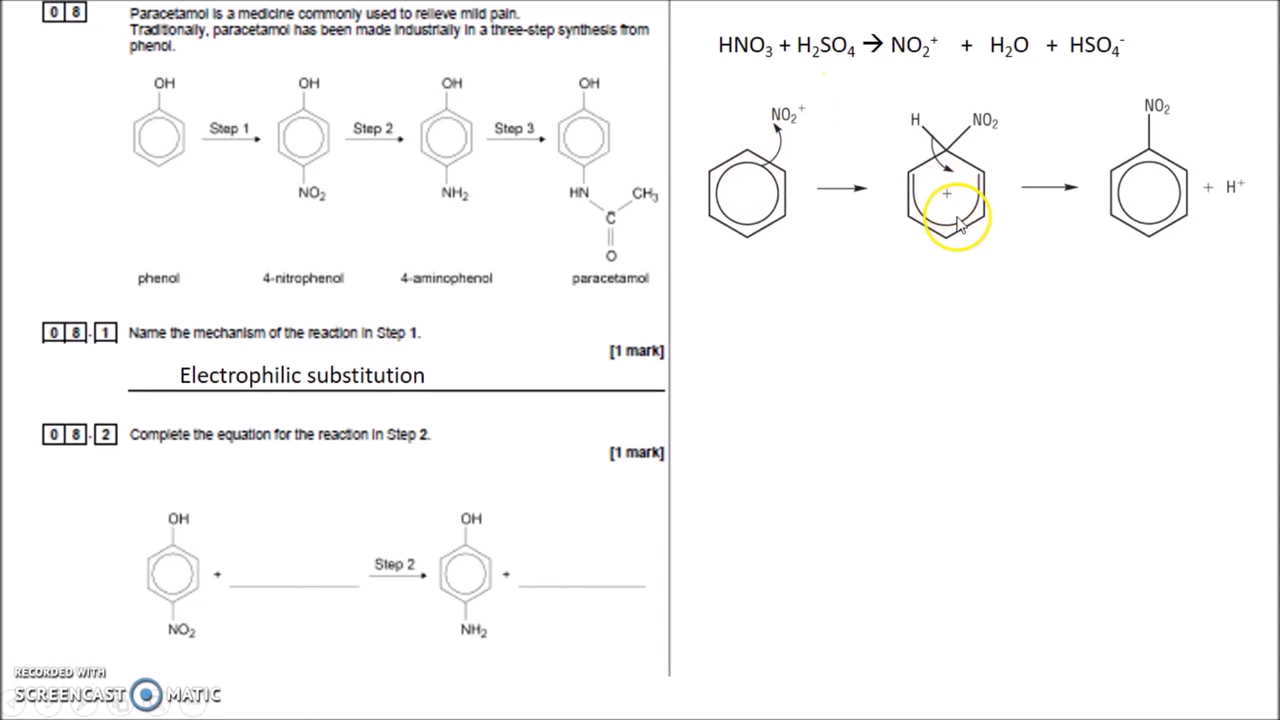 0 8
Paracetamol is a medicine commonly used to relieve mild pain.
Traditionally, paracetamol has been made industrially in a three-step synthesis from
phenol.
OH OH OH OH
Step 1 Step 2 Step 3
NO2 NH2 HN CH3
C
O
phenol 4-nitrophenol 4-aminophenol paracetamol
0 8 . 1 Name the mechanism of the reaction in Step 1.
[1 mark]
Electrophilic substitution
0 8 . 2 Complete the equation for the reaction in Step 2.
[1 mark]
OH OH
+ Step 2 +
NO2 NH2
RECORDED WITH
SCREENCAST MATIC
HNO3 + H2SO4 → NO2+ + H2O + HSO4-
NO2+ H NO2 NO2
+ + H+